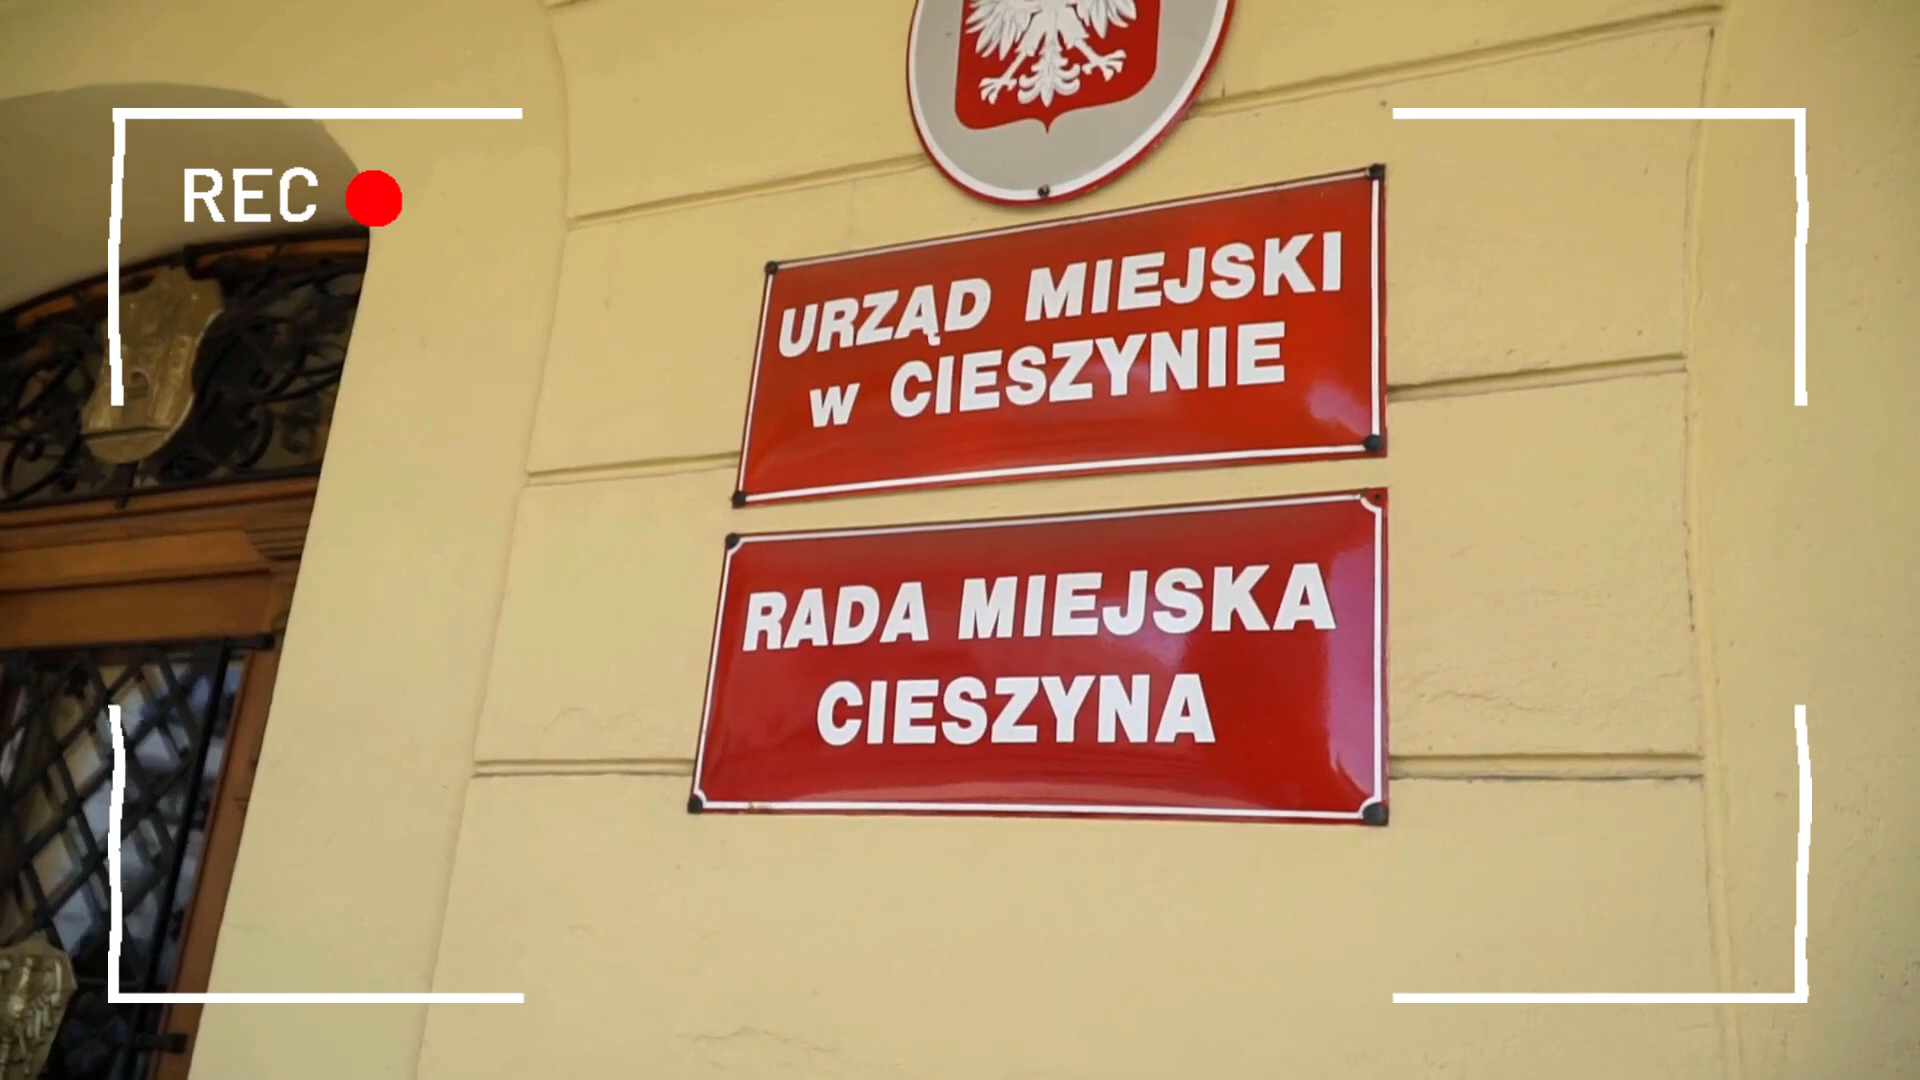 REC
URZĄD MIEJSKI
w CIESZYNIE
RADA MIEJSKA
CIESZYNA